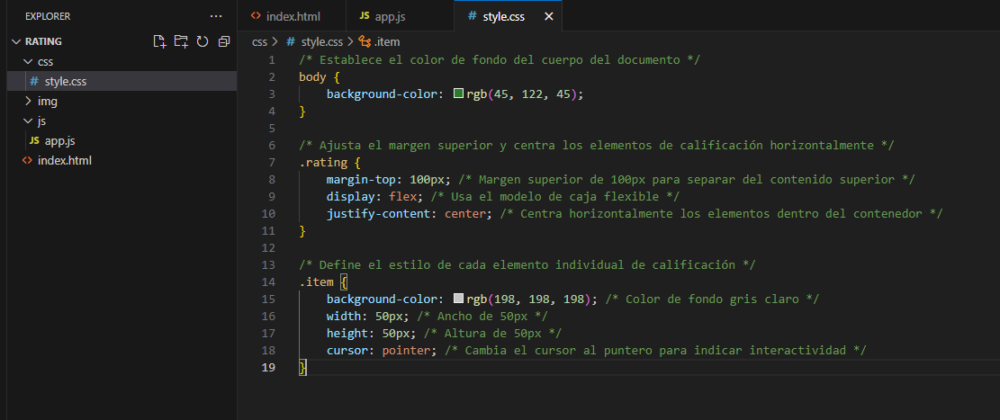 EXPLORER
RATING
css
# style.css
img
js
JS app.js
<> index.html
<> index.html
JS app.js
# style.css
css > # style.css > .item
1 /* Establece el color de fondo del cuerpo del documento */
2 body {
3     background-color: rgb(45, 122, 45);
4 }
5
6 /* Ajusta el margen superior y centra los elementos de calificación horizontalmente */
7 .rating {
8     margin-top: 100px; /* Margen superior de 100px para separar del contenido superior */
9     display: flex; /* Usa el modelo de caja flexible */
10     justify-content: center; /* Centra horizontalmente los elementos dentro del contenedor */
11 }
12
13 /* Define el estilo de cada elemento individual de calificación */
14 .item {
15     background-color: rgb(198, 198, 198); /* Color de fondo gris claro */
16     width: 50px; /* Ancho de 50px */
17     height: 50px; /* Altura de 50px */
18     cursor: pointer; /* Cambia el cursor al puntero para indicar interactividad */
19 }